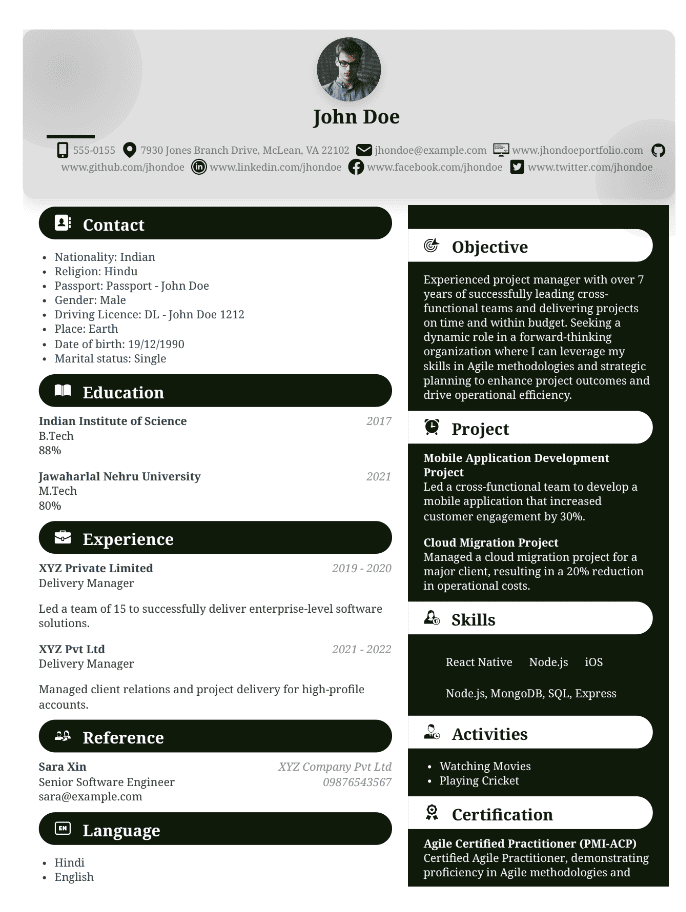 John Doe
555-0155 7930 Jones Branch Drive, McLean, VA 22102 jhondoe@example.com www.jhondoeportfolio.com
www.github.com/jhondoe www.linkedin.com/jhondoe www.facebook.com/jhondoe www.twitter.com/jhondoe
Contact
• Nationality: Indian
• Religion: Hindu
• Passport: Passport - John Doe
• Gender: Male
• Driving Licence: DL - John Doe 1212
• Place: Earth
• Date of birth: 19/12/1990
• Marital status: Single
Education
Indian Institute of Science 2017
B.Tech
88%
Jawaharlal Nehru University 2021
M.Tech
80%
Experience
XYZ Private Limited 2019 - 2020
Delivery Manager
Led a team of 15 to successfully deliver enterprise-level software
solutions.
XYZ Pvt Ltd 2021 - 2022
Delivery Manager
Managed client relations and project delivery for high-profile
accounts.
Reference
Sara Xin XYZ Company Pvt Ltd
Senior Software Engineer 09876543567
sara@example.com
EN Language
• Hindi
• English
Objective
Experienced project manager with over 7
years of successfully leading cross-
functional teams and delivering projects
on time and within budget. Seeking a
dynamic role in a forward-thinking
organization where I can leverage my
skills in Agile methodologies and strategic
planning to enhance project outcomes and
drive operational efficiency.
Project
Mobile Application Development
Project
Led a cross-functional team to develop a
mobile application that increased
customer engagement by 30%.
Cloud Migration Project
Managed a cloud migration project for a
major client, resulting in a 20% reduction
in operational costs.
Skills
React Native Node.js iOS
Node.js, MongoDB, SQL, Express
Activities
• Watching Movies
• Playing Cricket
Certification
Agile Certified Practitioner (PMI-ACP)
Certified Agile Practitioner, demonstrating
proficiency in Agile methodologies and